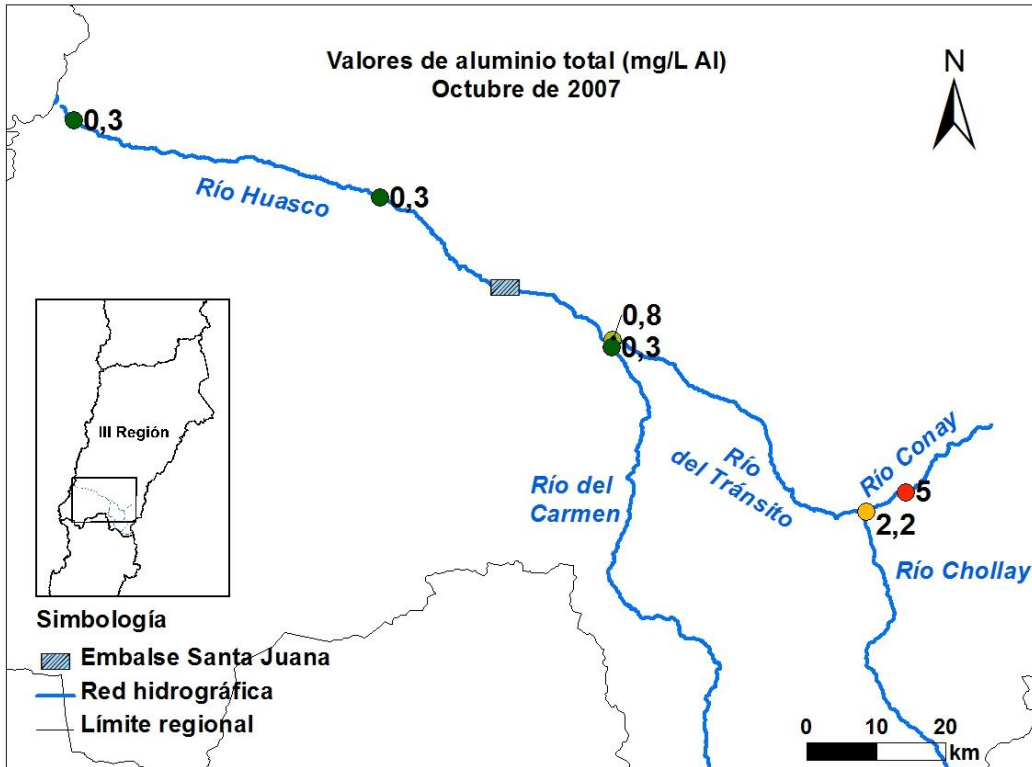 Valores de aluminio total (mg/L Al)
Octubre de 2007
N
0,3
Río Huasco
0,3
0,8
0,3
III Región
Río del
Carmen
Río
del Tránsito
Río Conay
5
2,2
Río Chollay
Simbología
Embalse Santa Juana
Red hidrográfica
Límite regional
0 10 20
km